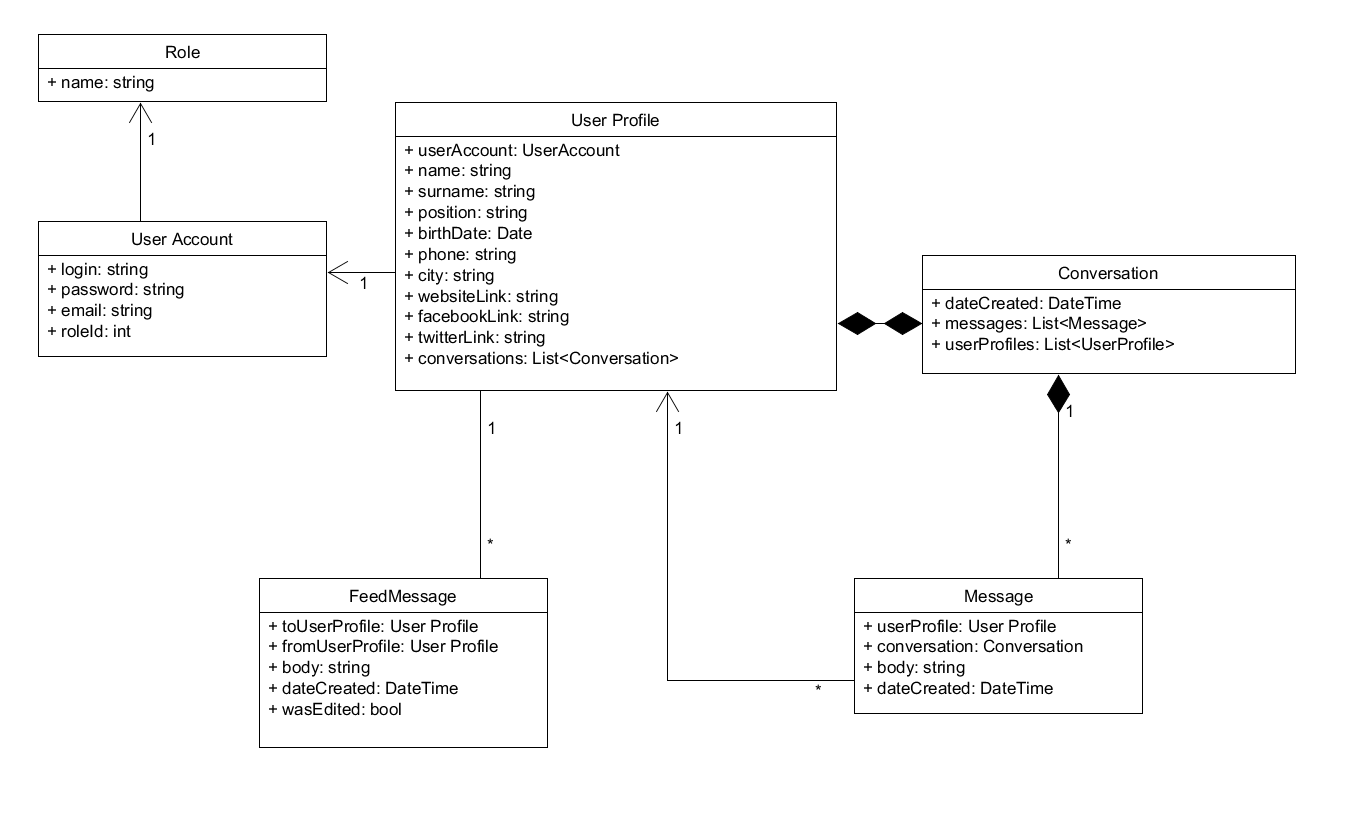 Role
+ name: string
1
User Account
+ login: string
+ password: string
+ email: string
+ roleId: int
1
User Profile
+ userAccount: UserAccount
+ name: string
+ surname: string
+ position: string
+ birthDate: Date
+ phone: string
+ city: string
+ websiteLink: string
+ facebookLink: string
+ twitterLink: string
+ conversations: List<Conversation>
Conversation
+ dateCreated: DateTime
+ messages: List<Message>
+ userProfiles: List<UserProfile>
1
1
1
*
*
FeedMessage
+ toUserProfile: User Profile
+ fromUserProfile: User Profile
+ body: string
+ dateCreated: DateTime
+ wasEdited: bool
*
Message
+ userProfile: User Profile
+ conversation: Conversation
+ body: string
+ dateCreated: DateTime